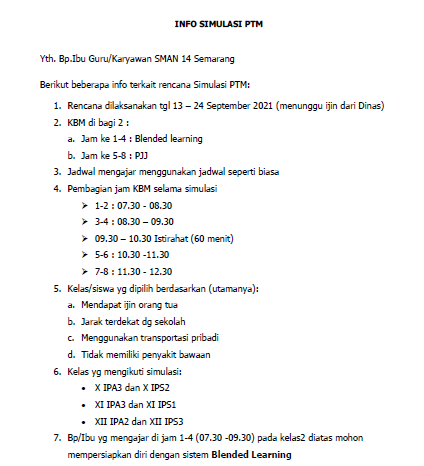 INFO SIMULASI PTM
Yth. Bp.Ibu Guru/Karyawan SMAN 14 Semarang
Berikut beberapa info terkait rencana Simulasi PTM:
1. Rencana dilaksanakan tgl 13 – 24 September 2021 (menunggu ijin dari Dinas)
2. KBM di bagi 2 :
a. Jam ke 1-4 : Blended learning
b. Jam ke 5-8 : PJJ
3. Jadwal mengajar menggunakan jadwal seperti biasa
4. Pembagian jam KBM selama simulasi
➢ 1-2 : 07.30 - 08.30
➢ 3-4 : 08.30 – 09.30
➢ 09.30 – 10.30 Istirahat (60 menit)
➢ 5-6 : 10.30 -11.30
➢ 7-8 : 11.30 - 12.30
5. Kelas/siswa yg dipilih berdasarkan (utamanya):
a. Mendapat ijin orang tua
b. Jarak terdekat dg sekolah
c. Menggunakan transportasi pribadi
d. Tidak memiliki penyakit bawaan
6. Kelas yg mengikuti simulasi:
• X IPA3 dan X IPS2
• XI IPA3 dan XI IPS1
• XII IPA2 dan XII IPS3
7. Bp/Ibu yg mengajar di jam 1-4 (07.30 -09.30) pada kelas2 diatas mohon
mempersiapkan diri dengan sistem Blended Learning